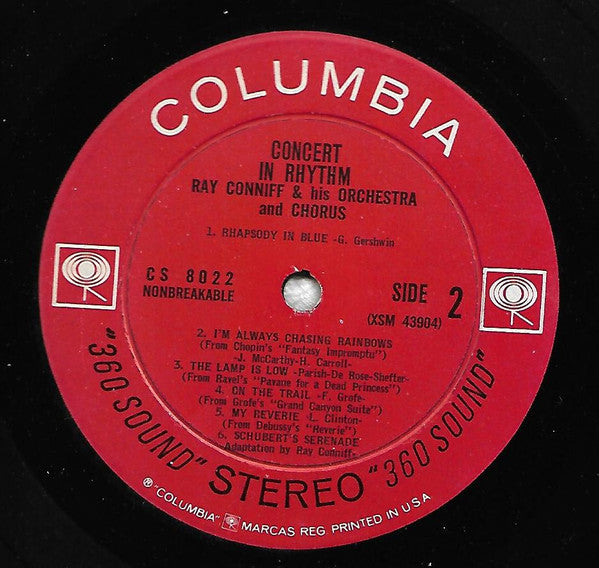 COLUMBIA
CONCERT
IN RHYTHM
RAY CONNIFF & his ORCHESTRA
and CHORUS
1. RHAPSODY IN BLUE -G. Gershwin
CS 8022
NONBREAKABLE
SIDE 2
(XSM 43904)
2. I'M ALWAYS CHASING RAINBOWS
(From Chopin's "Fantasy Impromptu")
-J. McCarthy-H. Carroll-
3. THE LAMP IS LOW -Parish-De Rose-Shefter-
(From Ravel's "Pavane for a Dead Princess")
4. ON THE TRAIL -F. Grofe-
(From Grofe's "Grand Canyon Suite")
5. MY REVERIE -L. Clinton-
(From Debussy's "Reverie")
6. SCHUBERT'S SERENADE
-Adaptation by Ray Conniff-
"360 SOUND" STEREO "360 SOUND"
® "COLUMBIA" MARCAS REG. PRINTED IN U.S.A.